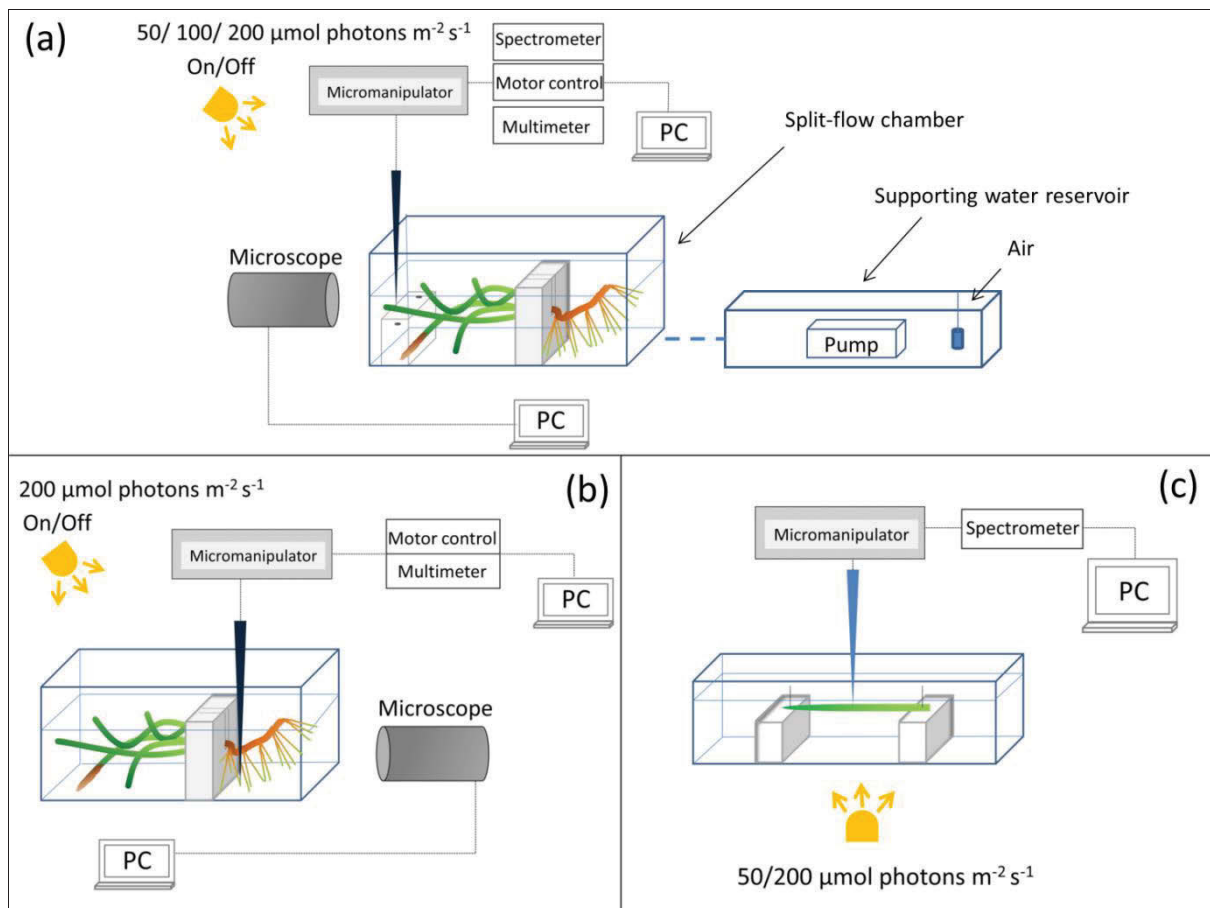 (a)
50/ 100/ 200 µmol photons m⁻² s⁻¹
On/Off
Micromanipulator
Spectrometer
Motor control
Multimeter
PC
Split-flow chamber
Supporting water reservoir
Air
Microscope
Pump
PC
(b)
200 µmol photons m⁻² s⁻¹
On/Off
Micromanipulator
Motor control
Multimeter
PC
Microscope
PC
(c)
Micromanipulator
Spectrometer
PC
50/200 µmol photons m⁻² s⁻¹